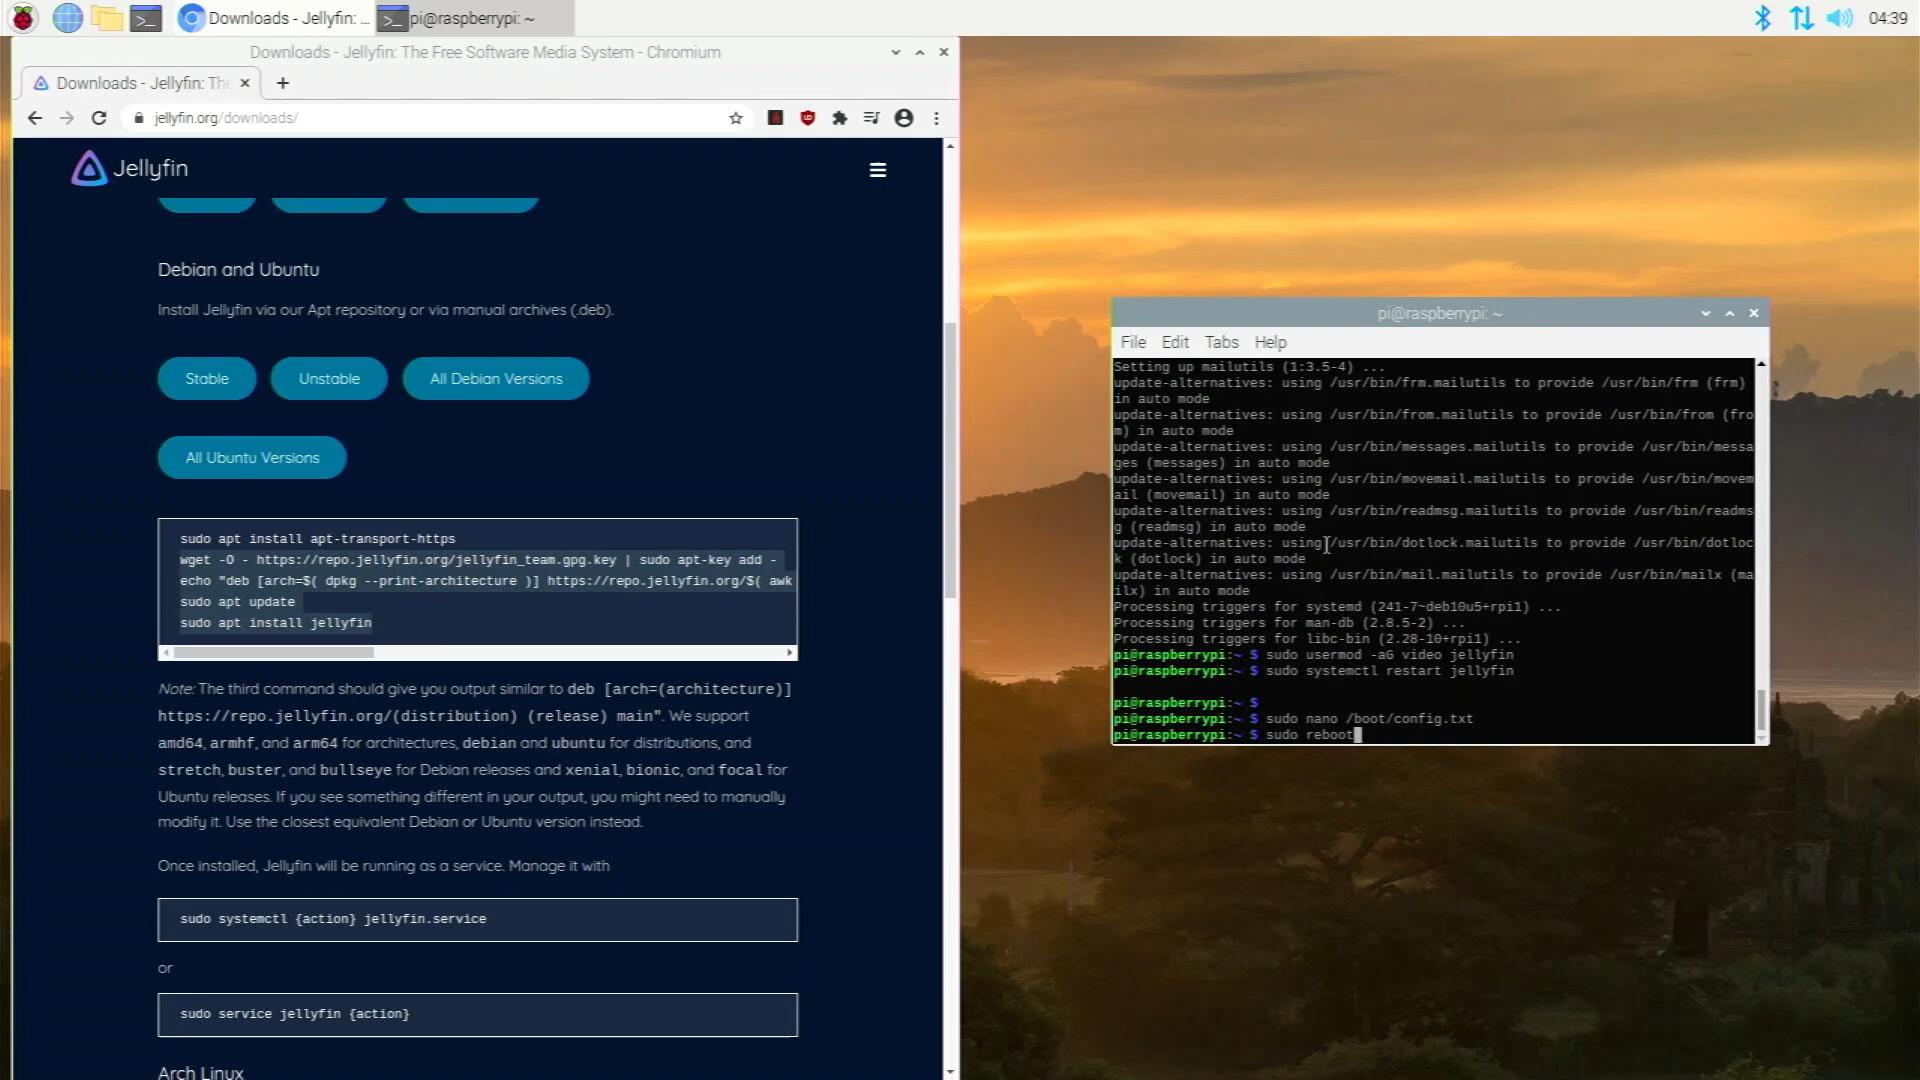 Downloads - Jellyfin: ...
pi@raspberrypi: ~
04:39
Downloads - Jellyfin: The Free Software Media System - Chromium
Downloads - Jellyfin: The
jellyfin.org/downloads/
Jellyfin
Debian and Ubuntu
Install Jellyfin via our Apt repository or via manual archives (.deb).
Stable
Unstable
All Debian Versions
All Ubuntu Versions
sudo apt install apt-transport-https
wget -O - https://repo.jellyfin.org/jellyfin_team.gpg.key | sudo apt-key add -
echo "deb [arch=$( dpkg --print-architecture )] https://repo.jellyfin.org/$( awk
sudo apt update
sudo apt install jellyfin
Note: The third command should give you output similar to deb [arch=(architecture)]
https://repo.jellyfin.org/(distribution) (release) main". We support
amd64, armhf, and arm64 for architectures, debian and ubuntu for distributions, and
stretch, buster, and bullseye for Debian releases and xenial, bionic, and focal for
Ubuntu releases. If you see something different in your output, you might need to manually
modify it. Use the closest equivalent Debian or Ubuntu version instead.
Once installed, Jellyfin will be running as a service. Manage it with
sudo systemctl {action} jellyfin.service
or
sudo service jellyfin {action}
Arch Linux
pi@raspberrypi: ~
File Edit Tabs Help
Setting up mailutils (1:3.5-4) ...
update-alternatives: using /usr/bin/frm.mailutils to provide /usr/bin/frm (frm)
in auto mode
update-alternatives: using /usr/bin/from.mailutils to provide /usr/bin/from (fro
m) in auto mode
update-alternatives: using /usr/bin/messages.mailutils to provide /usr/bin/messa
ges (messages) in auto mode
update-alternatives: using /usr/bin/movemail.mailutils to provide /usr/bin/movem
ail (movemail) in auto mode
update-alternatives: using /usr/bin/readmsg.mailutils to provide /usr/bin/readms
g (readmsg) in auto mode
update-alternatives: using /usr/bin/dotlock.mailutils to provide /usr/bin/dotloc
k (dotlock) in auto mode
update-alternatives: using /usr/bin/mail.mailutils to provide /usr/bin/mailx (ma
ilx) in auto mode
Processing triggers for systemd (241-7~deb10u5+rpi1) ...
Processing triggers for man-db (2.8.5-2) ...
Processing triggers for libc-bin (2.28-10+rpi1) ...
pi@raspberrypi:~ $ sudo usermod -aG video jellyfin
pi@raspberrypi:~ $ sudo systemctl restart jellyfin
pi@raspberrypi:~ $
pi@raspberrypi:~ $ sudo nano /boot/config.txt
pi@raspberrypi:~ $ sudo reboot